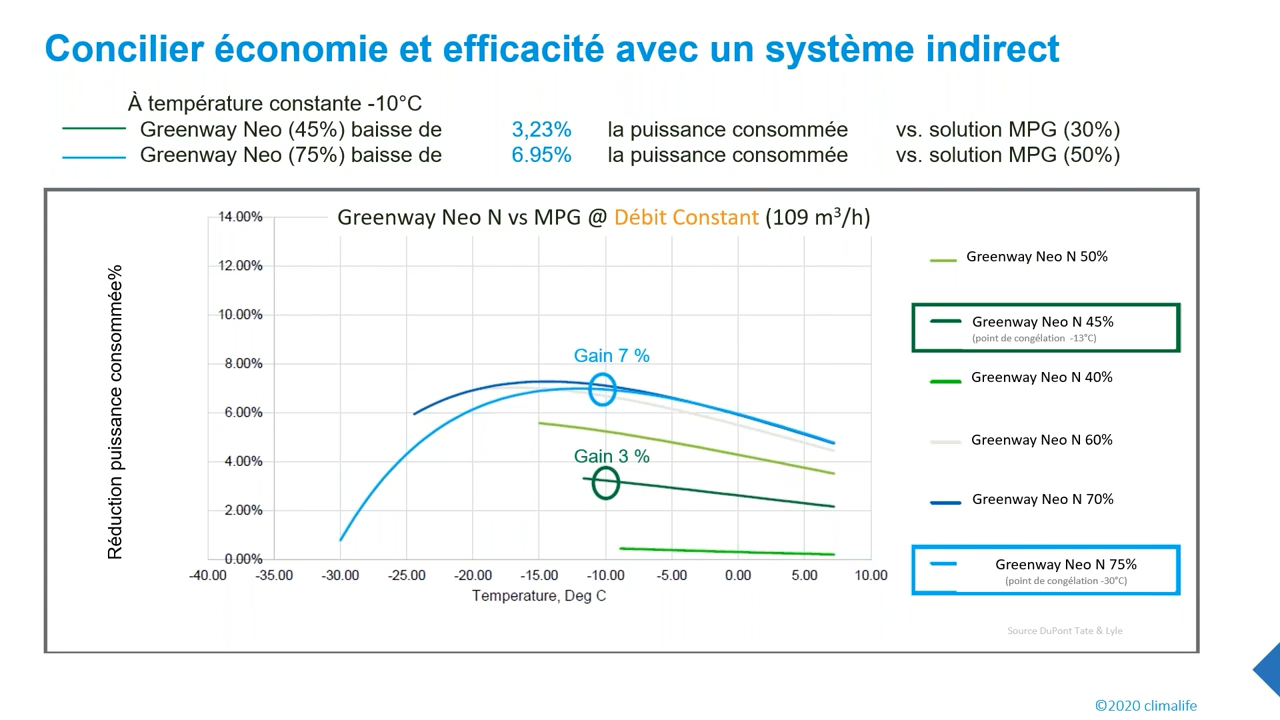 Concilier économie et efficacité avec un système indirect
À température constante -10°C
Greenway Neo (45%) baisse de 3,23% la puissance consommée vs. solution MPG (30%)
Greenway Neo (75%) baisse de 6.95% la puissance consommée vs. solution MPG (50%)
Greenway Neo N vs MPG @ Débit Constant (109 m³/h)
Réduction puissance consommée%
14.00%
12.00%
10.00%
8.00%
6.00%
4.00%
2.00%
0.00%
Gain 7 %
Gain 3 %
-40.00 -35.00 -30.00 -25.00 -20.00 -15.00 -10.00 -5.00 0.00 5.00 10.00
Temperature, Deg C
Greenway Neo N 50%
Greenway Neo N 45%
(point de congélation -13°C)
Greenway Neo N 40%
Greenway Neo N 60%
Greenway Neo N 70%
Greenway Neo N 75%
(point de congélation -30°C)
Source DuPont Tate & Lyle
©2020 climalife